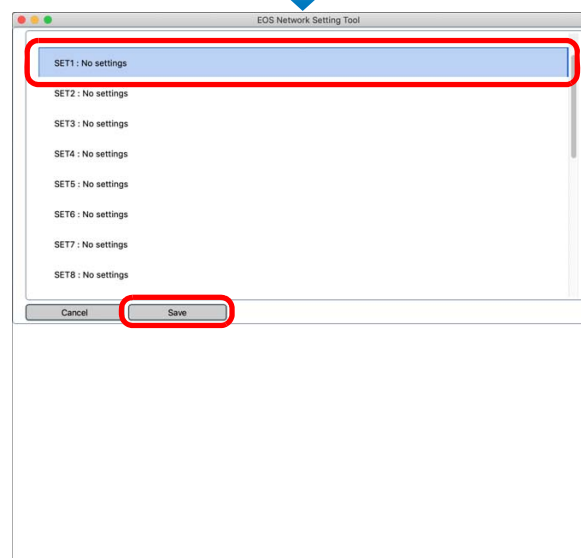 EOS Network Setting Tool
SET1 : No settings
SET2 : No settings
SET3 : No settings
SET4 : No settings
SET5 : No settings
SET6 : No settings
SET7 : No settings
SET8 : No settings
Cancel Save